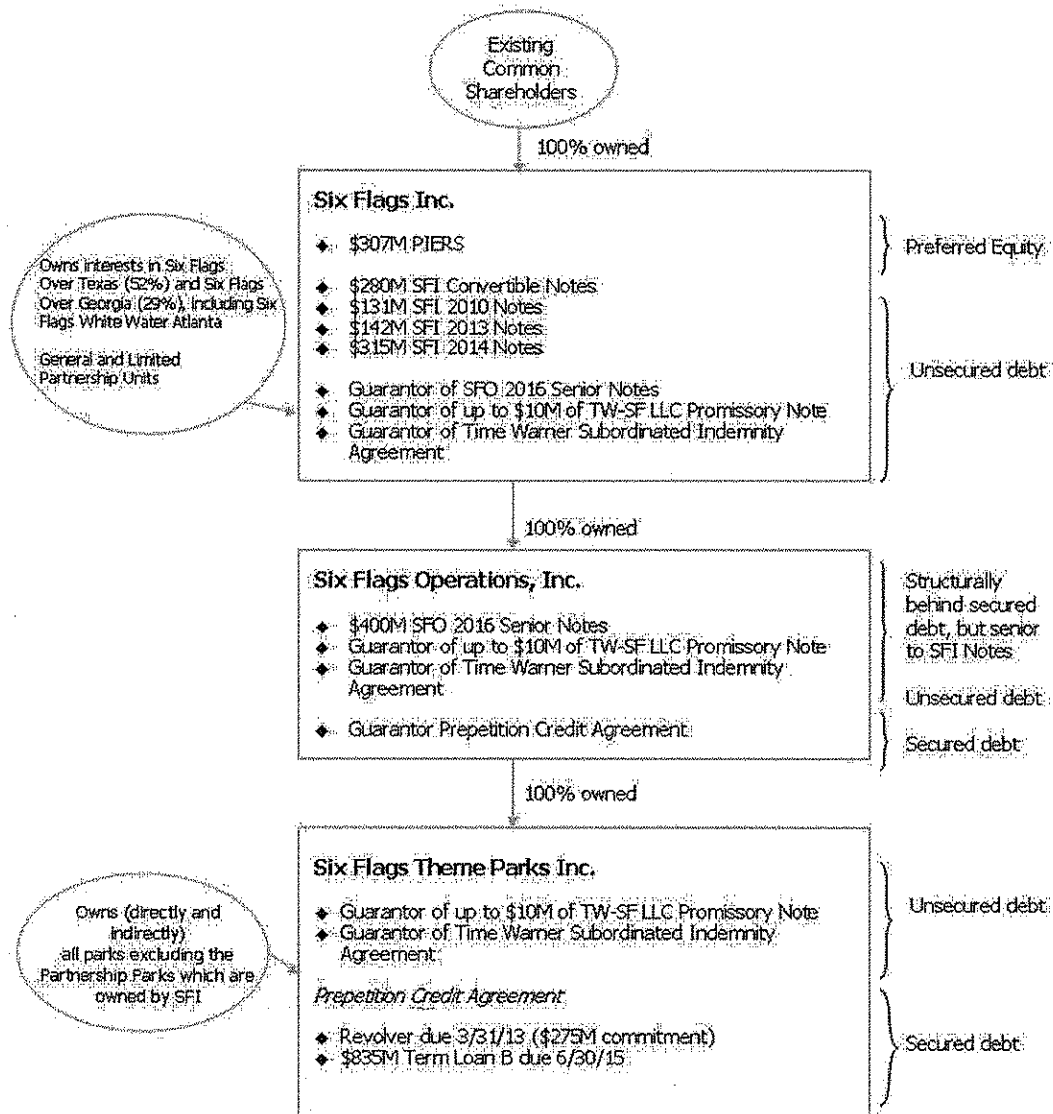 Existing
Common
Shareholders
100% owned
Six Flags Inc.
◆ $307M PIERS
Preferred Equity
Owns interests in Six Flags
Over Texas (52%) and Six Flags
Over Georgia (29%), including Six
Flags White Water Atlanta
General and Limited
Partnership Units
◆ $280M SFI Convertible Notes
◆ $131M SFI 2010 Notes
◆ $142M SFI 2013 Notes
◆ $315M SFI 2014 Notes
◆ Guarantor of SFO 2016 Senior Notes
◆ Guarantor of up to $10M of TW-SF LLC Promissory Note
◆ Guarantor of Time Warner Subordinated Indemnity
Agreement
Unsecured debt
100% owned
Six Flags Operations, Inc.
◆ $400M SFO 2016 Senior Notes
◆ Guarantor of up to $10M of TW-SF LLC Promissory Note
◆ Guarantor of Time Warner Subordinated Indemnity
Agreement
◆ Guarantor Prepetition Credit Agreement
Structurally
behind secured
debt, but senior
to SFI Notes
Unsecured debt
Secured debt
100% owned
Six Flags Theme Parks Inc.
◆ Guarantor of up to $10M of TW-SF LLC Promissory Note
◆ Guarantor of Time Warner Subordinated Indemnity
Agreement
Unsecured debt
Owns (directly and
indirectly)
all parks excluding the
Partnership Parks which are
owned by SFI
Prepetition Credit Agreement
◆ Revolver due 3/31/13 ($275M commitment)
◆ $835M Term Loan B due 6/30/15
Secured debt